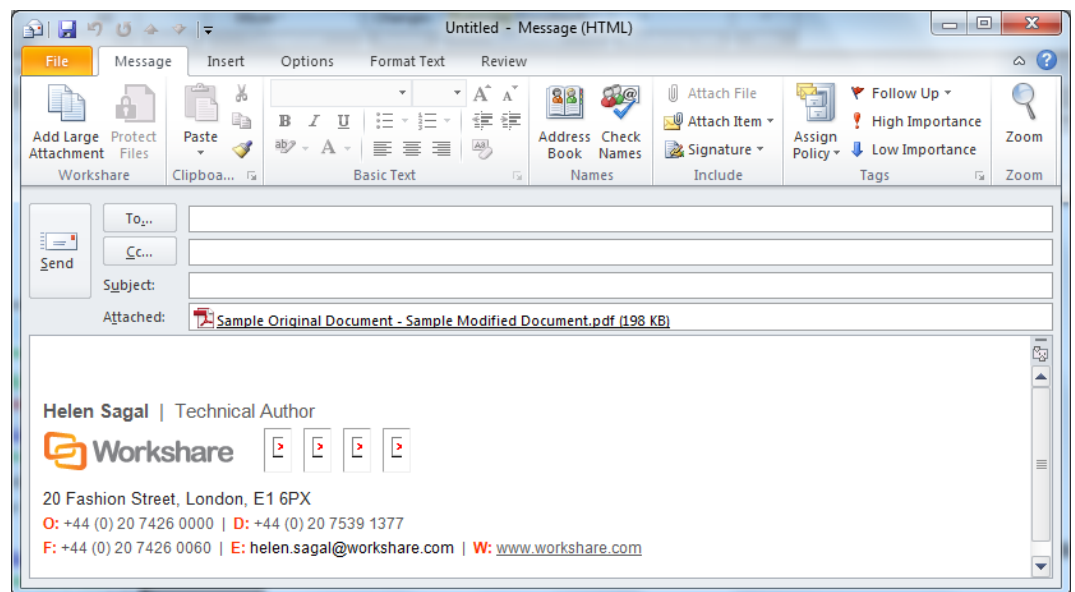 Untitled - Message (HTML)
File Message Insert Options Format Text Review
Add Large Attachment
Protect Files
Workshare
Paste
Clipboa...
B I U
A A
ab A
Aa
Basic Text
Address Book
Check Names
Names
Attach File
Attach Item
Signature
Include
Assign Policy
Follow Up
High Importance
Low Importance
Tags
Zoom
Zoom
Send
To...
Cc...
Subject:
Attached: Sample Original Document - Sample Modified Document.pdf (198 KB)
Helen Sagal | Technical Author
Workshare
20 Fashion Street, London, E1 6PX
O: +44 (0) 20 7426 0000 | D: +44 (0) 20 7539 1377
F: +44 (0) 20 7426 0060 | E: helen.sagal@workshare.com | W: www.workshare.com